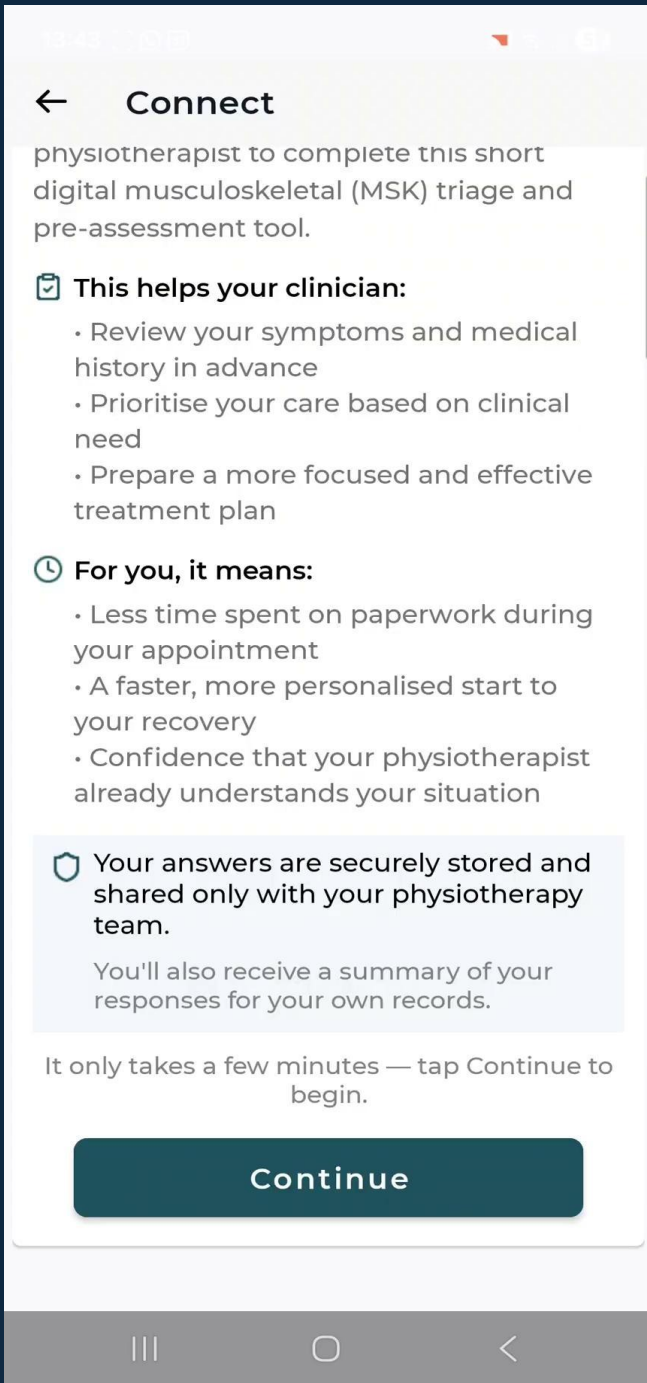 Connect
physiotherapist to complete this short
digital musculoskeletal (MSK) triage and
pre-assessment tool.
This helps your clinician:
• Review your symptoms and medical
history in advance
• Prioritise your care based on clinical
need
• Prepare a more focused and effective
treatment plan
For you, it means:
• Less time spent on paperwork during
your appointment
• A faster, more personalised start to
your recovery
• Confidence that your physiotherapist
already understands your situation
Your answers are securely stored and
shared only with your physiotherapy
team.
You'll also receive a summary of your
responses for your own records.
It only takes a few minutes — tap Continue to
begin.
Continue